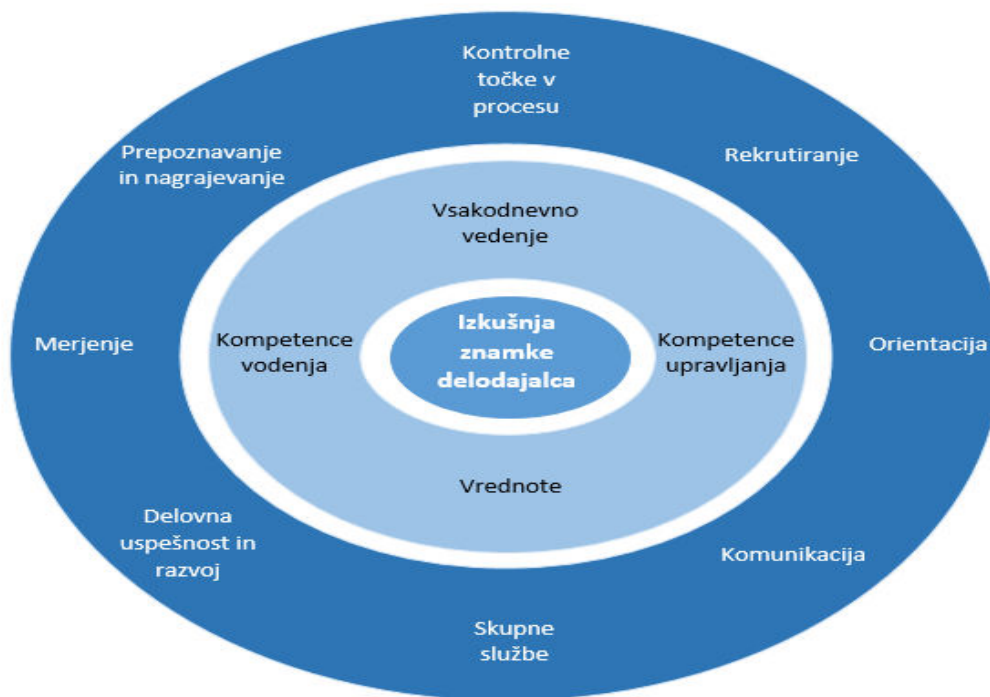 Kontrolne
točke v
procesu
Prepoznavanje
in nagrajevanje
Rekrutiranje
Vsakodnevno
vedenje
Merjenje
Kompetence
vodenja
Izkušnja
znamke
delodajalca
Kompetence
upravljanja
Orientacija
Vrednote
Delovna
uspešnost in
razvoj
Komunikacija
Skupne
službe